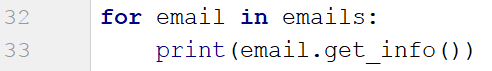 32 for email in emails:
33     print(email.get_info())